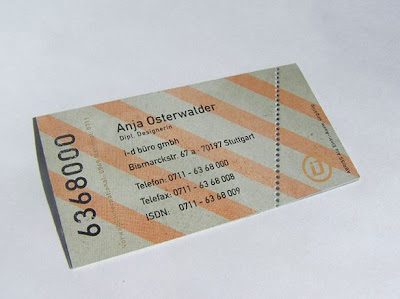 Anja Osterwalder
Dipl. Designerin
i-d büro gmbh
Bismarckstr. 67 a - 70197 Stuttgart
Telefon: 0711 - 63 68 000
Telefax: 0711 - 63 68 008
ISDN: 0711 - 63 68 009
6368000
iD